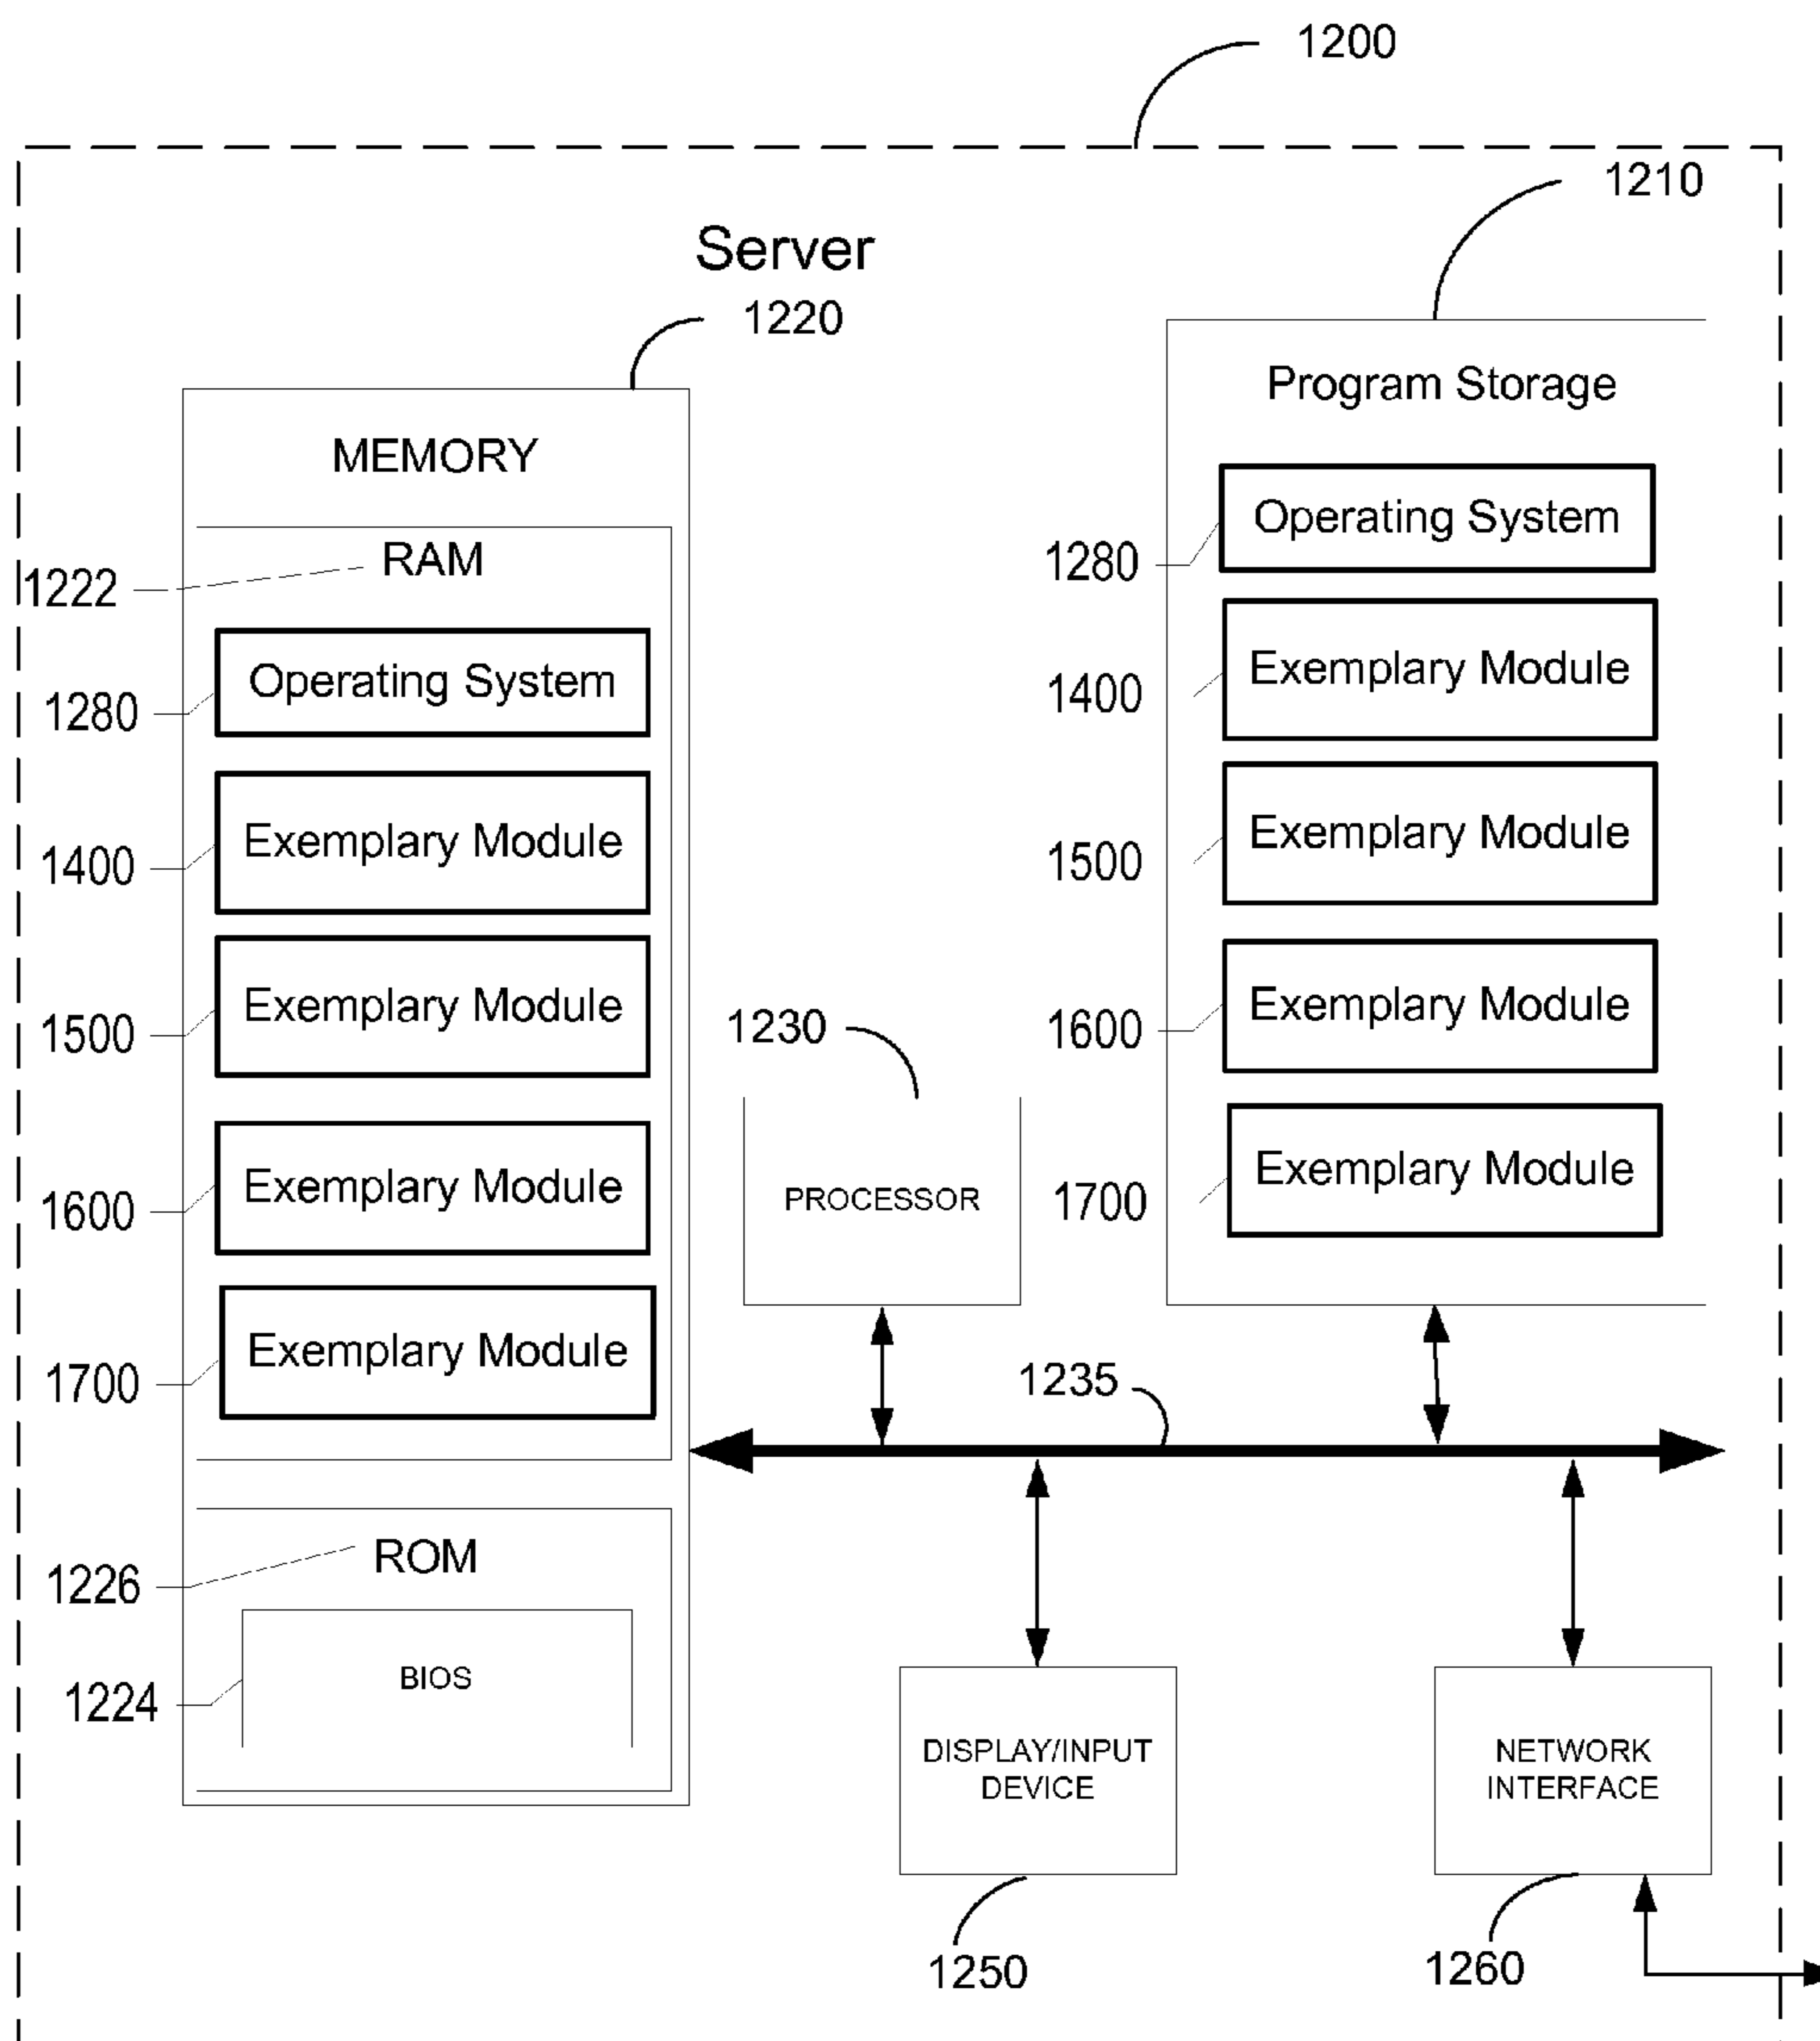 1200
1210
Server
1220
Program Storage
MEMORY
Operating System
1280
RAM
1222
Exemplary Module
1400
Operating System
1280
Exemplary Module
1500
Exemplary Module
1400
Exemplary Module
1600
Exemplary Module
1500
1230
Exemplary Module
1700
Exemplary Module
1600
PROCESSOR
Exemplary Module
1700
1235
ROM
1226
BIOS
1224
DISPLAY/INPUT
DEVICE
NETWORK
INTERFACE
1250
1260